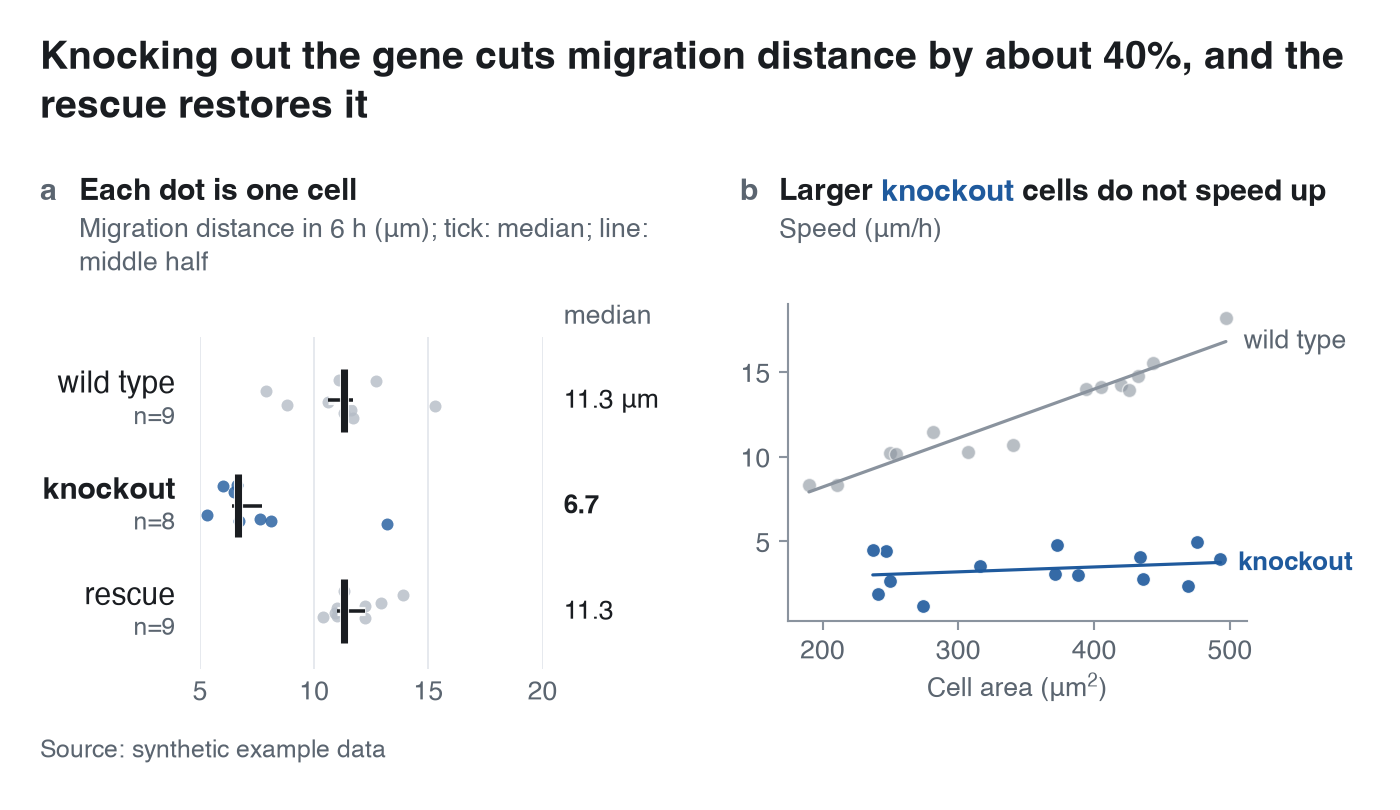 Knocking out the gene cuts migration distance by about 40%, and the
rescue restores it
a Each dot is one cell
Migration distance in 6 h (µm); tick: median; line:
middle half
median
wild type
n=9
11.3 µm
knockout
n=8
6.7
rescue
n=9
11.3
5 10 15 20
b Larger knockout cells do not speed up
Speed (µm/h)
15
10
5
wild type
knockout
200 300 400 500
Cell area (µm²)
Source: synthetic example data